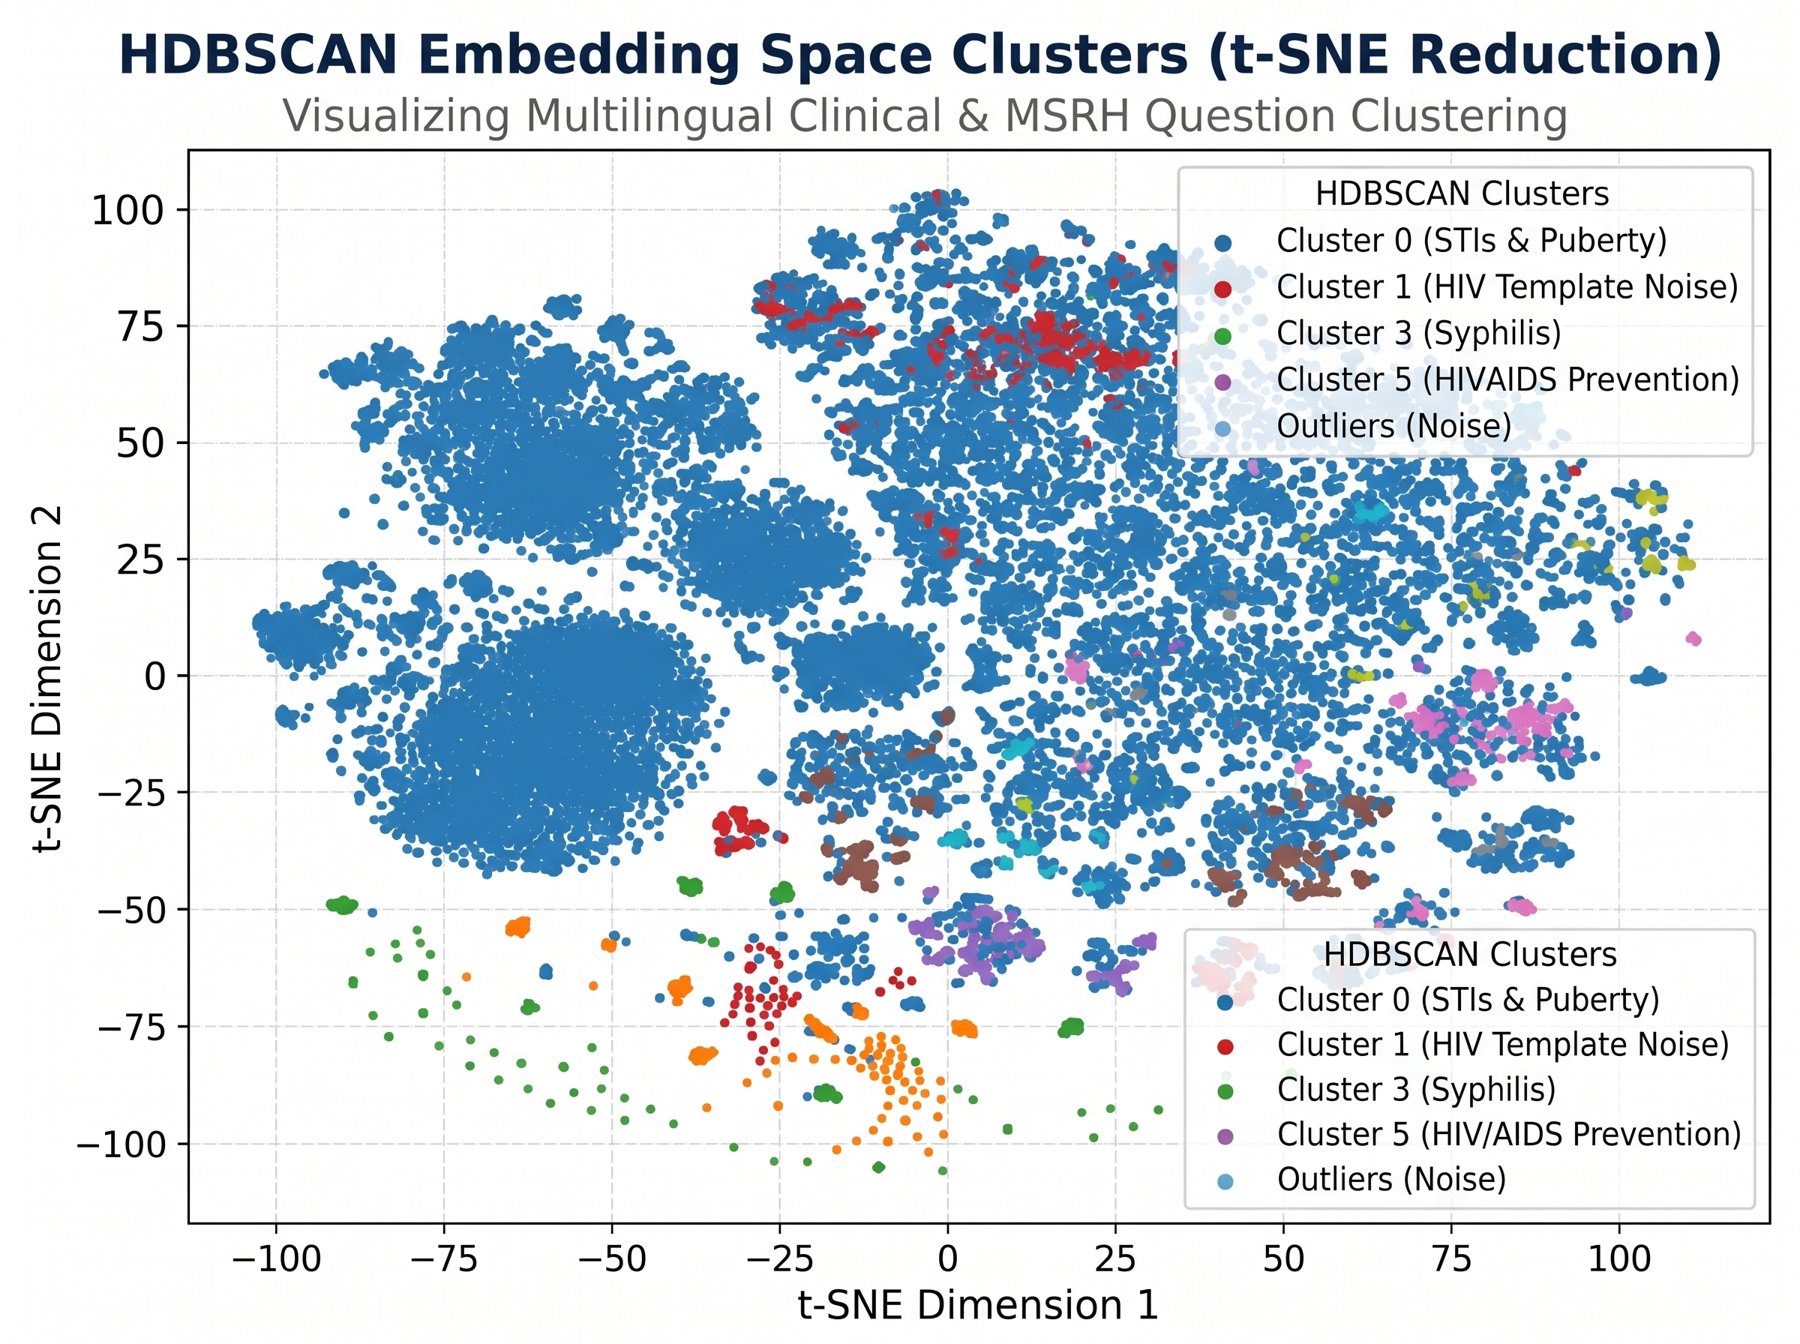 HDBSCAN Embedding Space Clusters (t-SNE Reduction)
Visualizing Multilingual Clinical & MSRH Question Clustering
HDBSCAN Clusters
Cluster 0 (STIs & Puberty)
Cluster 1 (HIV Template Noise)
Cluster 3 (Syphilis)
Cluster 5 (HIVAIDS Prevention)
Outliers (Noise)
t-SNE Dimension 2
100
75
50
25
0
−25
−50
−75
−100
HDBSCAN Clusters
Cluster 0 (STIs & Puberty)
Cluster 1 (HIV Template Noise)
Cluster 3 (Syphilis)
Cluster 5 (HIV/AIDS Prevention)
Outliers (Noise)
−100 −75 −50 −25 0 25 50 75 100
t-SNE Dimension 1